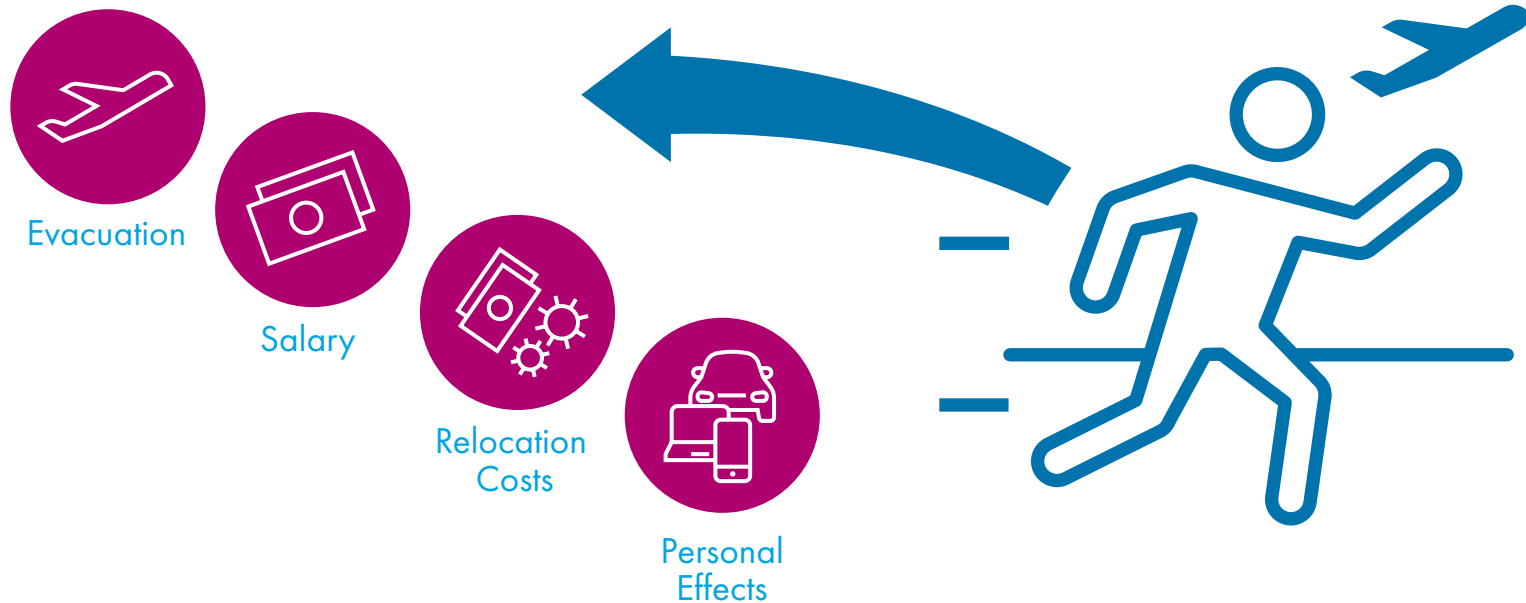 Evacuation
Salary
Relocation
Costs
Personal
Effects